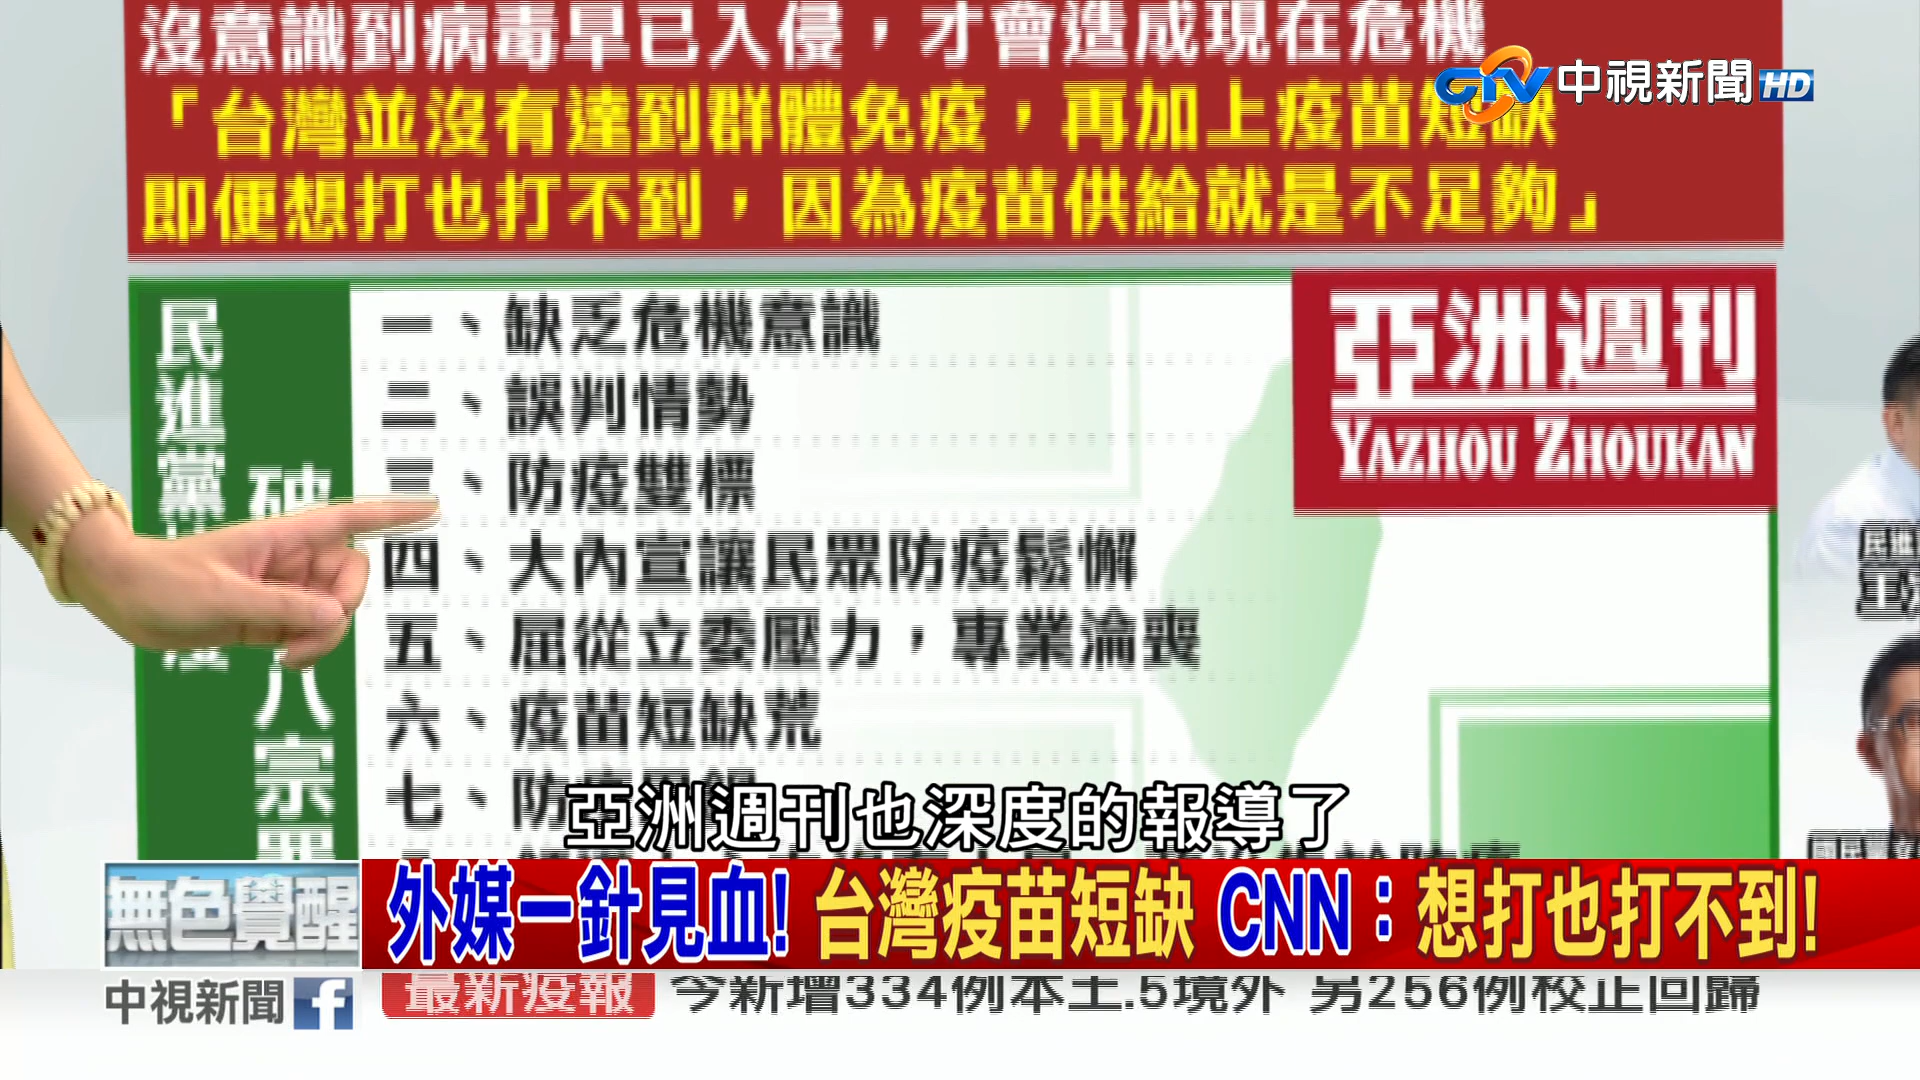 沒意識到病毒早已入侵，才會造成現在危機
CTV中視新聞HD
「台灣並沒有達到群體免疫，再加上疫苗短缺
即便想打也打不到，因為疫苗供給就是不足夠」
亞洲週刊
YAZHOU ZHOUKAN
民進黨
破 八宗罪
一、缺乏危機意識
二、誤判情勢
三、防疫雙標
四、大內宣讓民眾防疫鬆懈
五、屈從立委壓力，專業淪喪
六、疫苗短缺荒
七、防疫
民進
亞洲週刊也深度的報導了
無色覺醒
外媒一針見血! 台灣疫苗短缺 CNN：想打也打不到!
中視新聞
最新疫報
今新增334例本土.5境外 另256例校正回歸